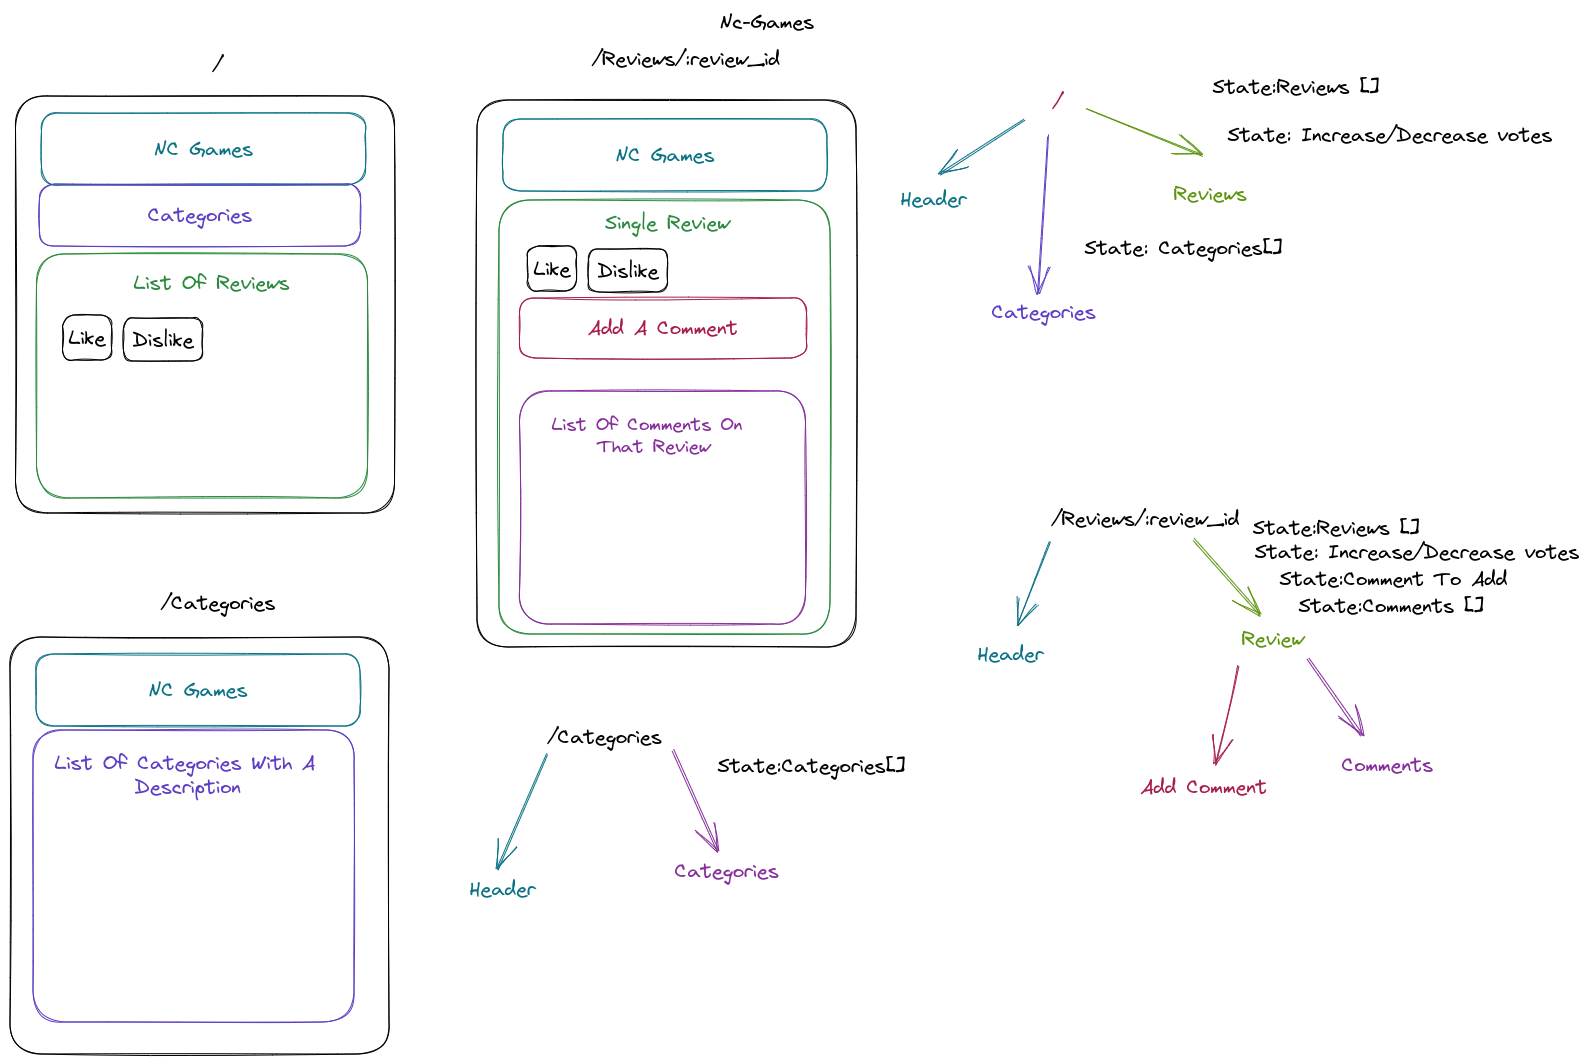 Nc-Games
/
NC Games
Categories
List Of Reviews
Like
Dislike
/Reviews/:review_id
NC Games
Single Review
Like
Dislike
Add A Comment
List Of Comments On
That Review
/
State:Reviews []
State: Increase/Decrease votes
Header
Reviews
State: Categories[]
Categories
/Reviews/:review_id
State:Reviews []
State: Increase/Decrease votes
State:Comment To Add
State:Comments []
Header
Review
Add Comment
Comments
/Categories
NC Games
List Of Categories With A
Description
/Categories
State:Categories[]
Header
Categories